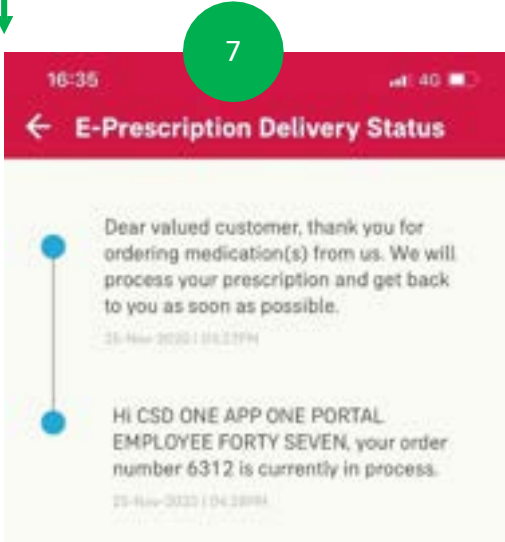 7
16:35
4G
E-Prescription Delivery Status
Dear valued customer, thank you for
ordering medication(s) from us. We will
process your prescription and get back
to you as soon as possible.
Hi CSD ONE APP ONE PORTAL
EMPLOYEE FORTY SEVEN, your order
number 6312 is currently in process.